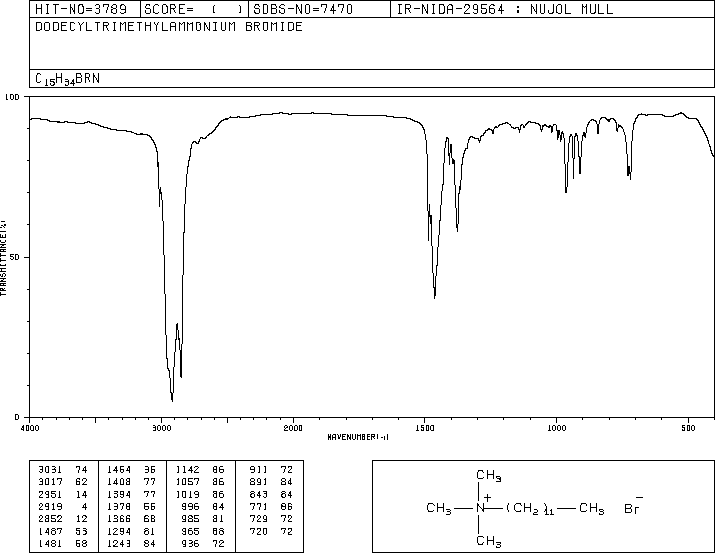 HIT-NO=3789 SCORE= ( ) SDBS-NO=7470 IR-NIDA-29564 : NUJOL MULL
DODECYLTRIMETHYLAMMONIUM BROMIDE
C15H34BRN
100
50
0
TRANSMITTANCE(%)
4000 3000 2000 1500 1000 500
WAVENUMBER(-1)
3031 74 1464 36 1142 86 911 72
3017 62 1408 77 1057 86 891 84
2951 14 1394 77 1019 86 843 84
2919 4 1378 66 996 84 771 86
2852 12 1366 68 985 81 729 72
1487 53 1294 81 965 68 720 72
1481 58 1243 84 936 72
CH3
CH3—N+—(CH2)11—CH3 Br−
CH3